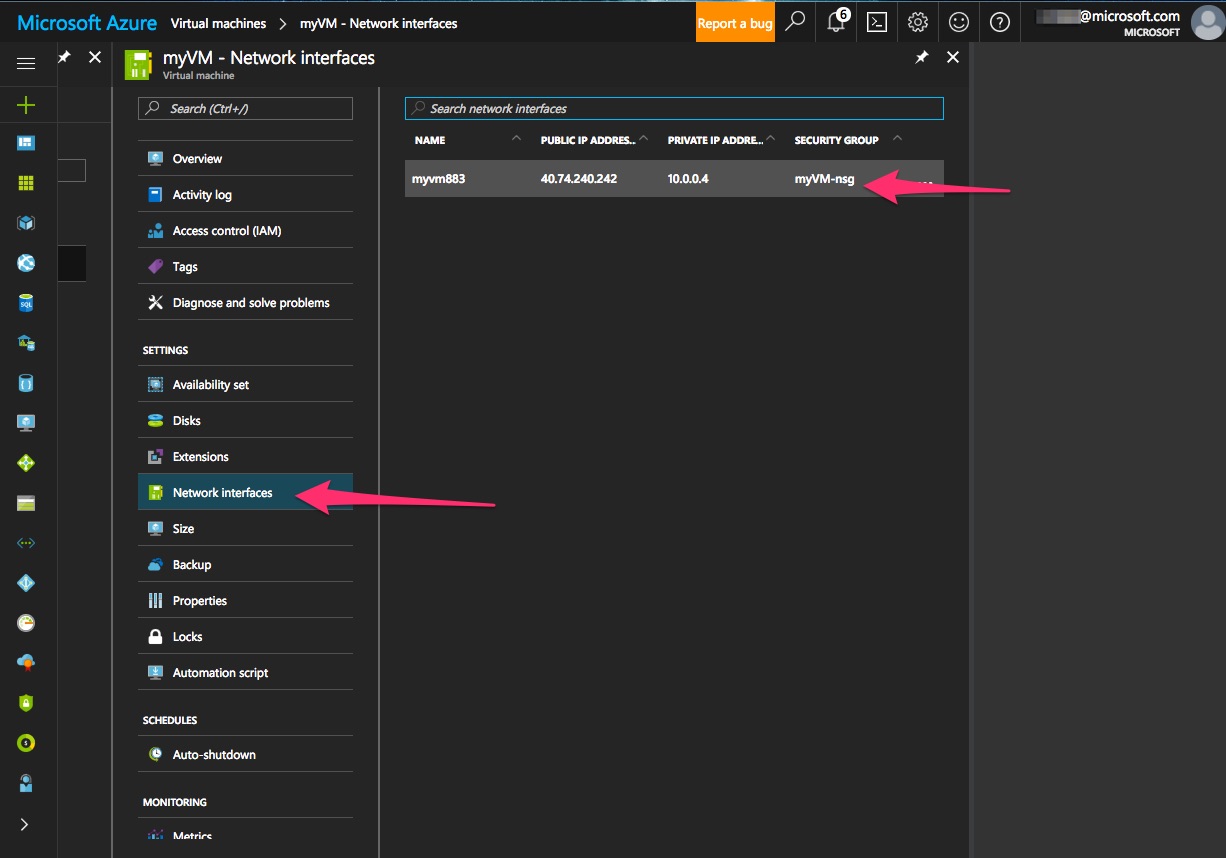 Microsoft Azure Virtual machines > myVM - Network interfaces Report a bug 6 @microsoft.com
MICROSOFT
myVM - Network interfaces
Virtual machine
Search (Ctrl+/)
Search network interfaces
NAME PUBLIC IP ADDRES... PRIVATE IP ADDRE... SECURITY GROUP
myvm883 40.74.240.242 10.0.0.4 myVM-nsg ...
Overview
Activity log
Access control (IAM)
Tags
Diagnose and solve problems
SETTINGS
Availability set
Disks
Extensions
Network interfaces
Size
Backup
Properties
Locks
Automation script
SCHEDULES
Auto-shutdown
MONITORING
Metrics
SQL